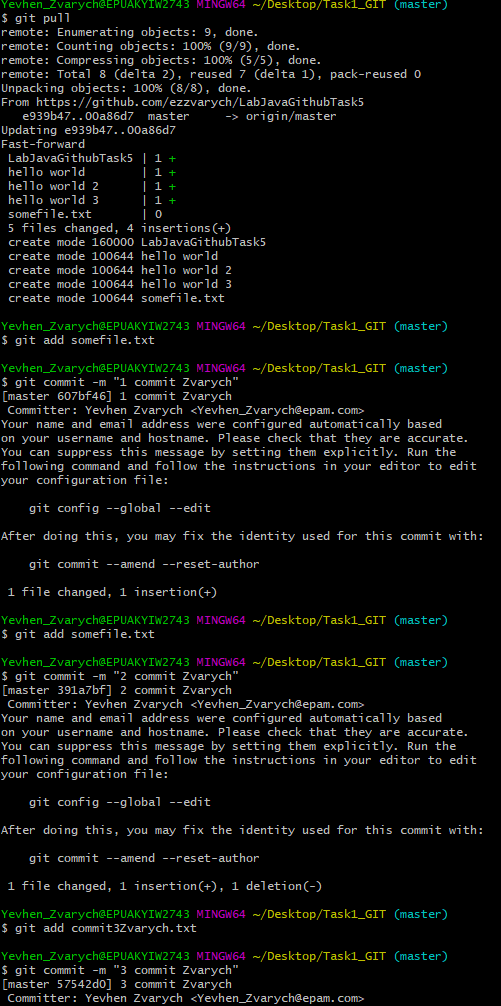 Yevhen_Zvarych@EPUAKYIW2743 MINGW64 ~/Desktop/Task1_GIT (master)
$ git pull
remote: Enumerating objects: 9, done.
remote: Counting objects: 100% (9/9), done.
remote: Compressing objects: 100% (5/5), done.
remote: Total 8 (delta 2), reused 7 (delta 1), pack-reused 0
Unpacking objects: 100% (8/8), done.
From https://github.com/ezzvarych/LabJavaGithubTask5
   e939b47..00a86d7  master     -> origin/master
Updating e939b47..00a86d7
Fast-forward
 LabJavaGithubTask5 | 1 +
 hello world        | 1 +
 hello world 2      | 1 +
 hello world 3      | 1 +
 somefile.txt       | 0
 5 files changed, 4 insertions(+)
 create mode 160000 LabJavaGithubTask5
 create mode 100644 hello world
 create mode 100644 hello world 2
 create mode 100644 hello world 3
 create mode 100644 somefile.txt
Yevhen_Zvarych@EPUAKYIW2743 MINGW64 ~/Desktop/Task1_GIT (master)
$ git add somefile.txt
Yevhen_Zvarych@EPUAKYIW2743 MINGW64 ~/Desktop/Task1_GIT (master)
$ git commit -m "1 commit Zvarych"
[master 607bf46] 1 commit Zvarych
 Committer: Yevhen Zvarych <Yevhen_Zvarych@epam.com>
Your name and email address were configured automatically based
on your username and hostname. Please check that they are accurate.
You can suppress this message by setting them explicitly. Run the
following command and follow the instructions in your editor to edit
your configuration file:
    git config --global --edit
After doing this, you may fix the identity used for this commit with:
    git commit --amend --reset-author
 1 file changed, 1 insertion(+)
Yevhen_Zvarych@EPUAKYIW2743 MINGW64 ~/Desktop/Task1_GIT (master)
$ git add somefile.txt
Yevhen_Zvarych@EPUAKYIW2743 MINGW64 ~/Desktop/Task1_GIT (master)
$ git commit -m "2 commit Zvarych"
[master 391a7bf] 2 commit Zvarych
 Committer: Yevhen Zvarych <Yevhen_Zvarych@epam.com>
Your name and email address were configured automatically based
on your username and hostname. Please check that they are accurate.
You can suppress this message by setting them explicitly. Run the
following command and follow the instructions in your editor to edit
your configuration file:
    git config --global --edit
After doing this, you may fix the identity used for this commit with:
    git commit --amend --reset-author
 1 file changed, 1 insertion(+), 1 deletion(-)
Yevhen_Zvarych@EPUAKYIW2743 MINGW64 ~/Desktop/Task1_GIT (master)
$ git add commit3Zvarych.txt
Yevhen_Zvarych@EPUAKYIW2743 MINGW64 ~/Desktop/Task1_GIT (master)
$ git commit -m "3 commit Zvarych"
[master 57542d0] 3 commit Zvarych
 Committer: Yevhen Zvarych <Yevhen_Zvarych@epam.com>